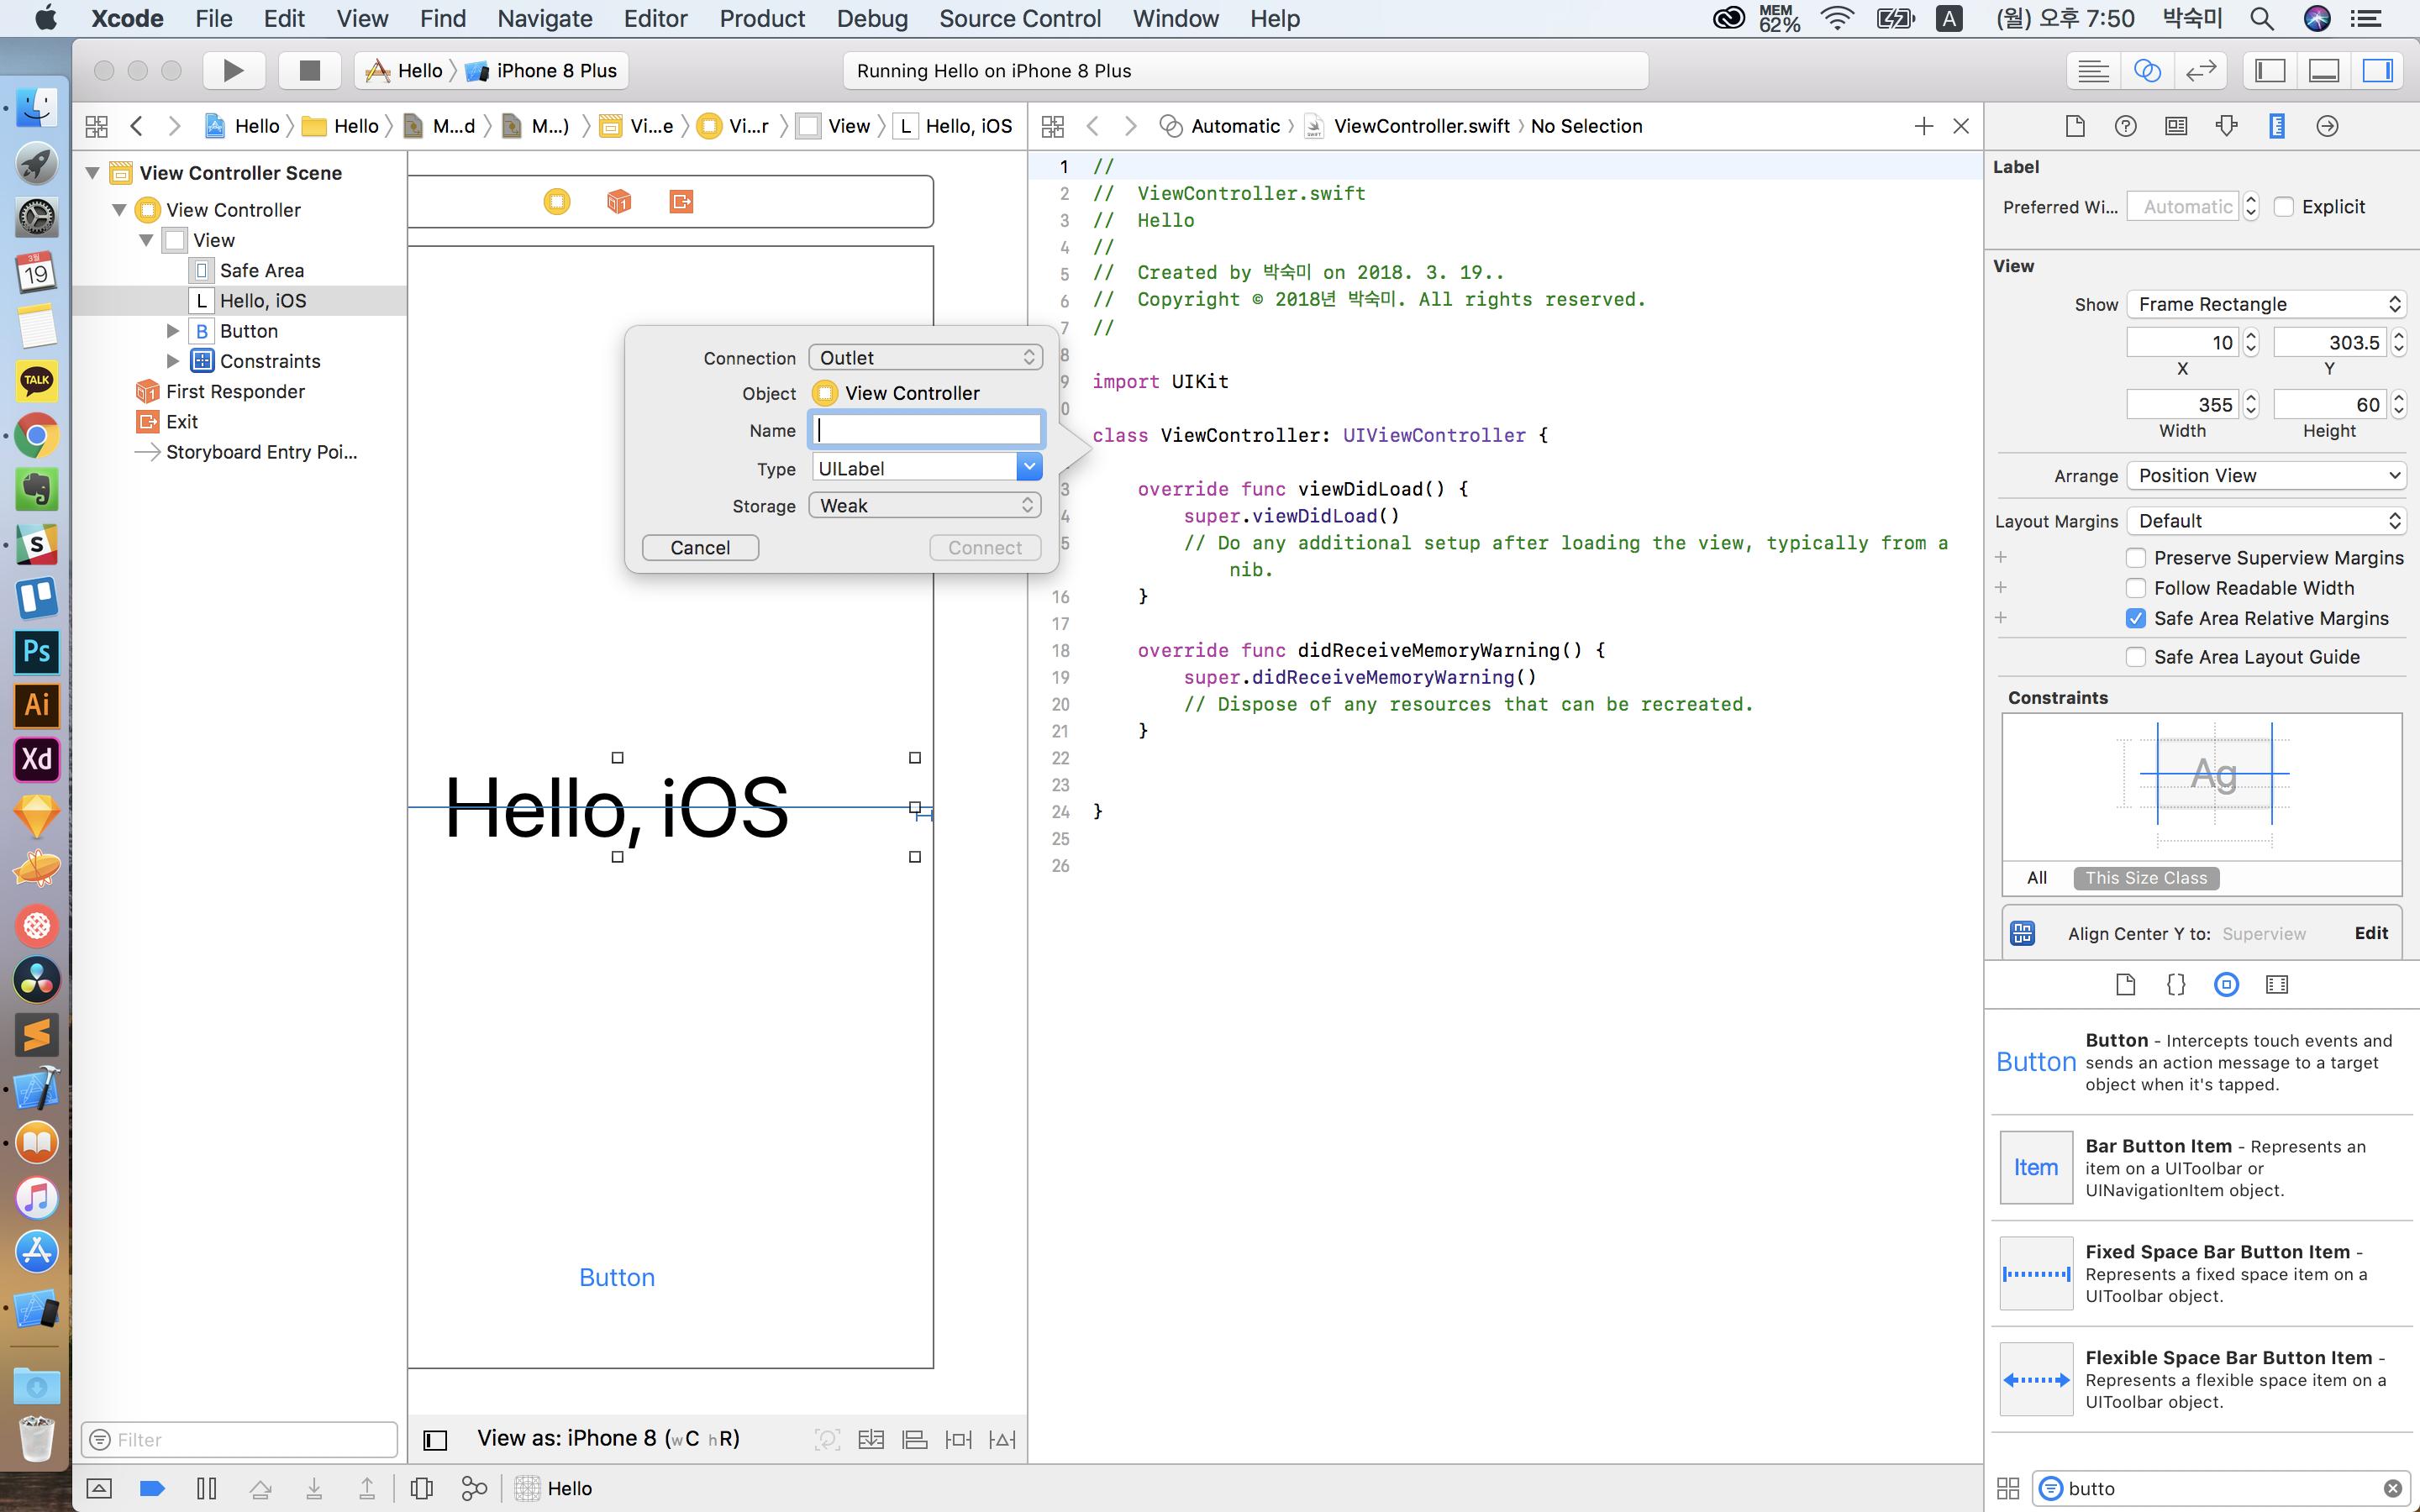 Xcode File Edit View Find Navigate Editor Product Debug Source Control Window Help MEM 62% A (월) 오후 7:50 박숙미
Hello iPhone 8 Plus
Running Hello on iPhone 8 Plus
Hello Hello M...d M...) Vi...e Vi...r View L Hello, iOS
Automatic ViewController.swift No Selection
View Controller Scene
View Controller
View
Safe Area
L Hello, iOS
B Button
Constraints
1 First Responder
Exit
Storyboard Entry Poi...
Filter
3월
19
TALK
S
Ps
Ai
Xd
1
Connection Outlet
Object View Controller
Name
Type UILabel
Storage Weak
Cancel Connect
Hello, iOS
Button
View as: iPhone 8 (wC hR)
Hello
1 //
2 // ViewController.swift
3 // Hello
4 //
5 // Created by 박숙미 on 2018. 3. 19..
6 // Copyright © 2018년 박숙미. All rights reserved.
7 //
8
9 import UIKit
0
class ViewController: UIViewController {
3 override func viewDidLoad() {
4 super.viewDidLoad()
5 // Do any additional setup after loading the view, typically from a
nib.
16 }
17
18 override func didReceiveMemoryWarning() {
19 super.didReceiveMemoryWarning()
20 // Dispose of any resources that can be recreated.
21 }
22
23
24 }
25
26
Label
Preferred Wi... Automatic Explicit
View
Show Frame Rectangle
10 303.5
X Y
355 60
Width Height
Arrange Position View
Layout Margins Default
Preserve Superview Margins
Follow Readable Width
Safe Area Relative Margins
Safe Area Layout Guide
Constraints
Ag
All This Size Class
Align Center Y to: Superview Edit
Button
Button - Intercepts touch events and
sends an action message to a target
object when it's tapped.
Item
Bar Button Item - Represents an
item on a UIToolbar or
UINavigationItem object.
Fixed Space Bar Button Item -
Represents a fixed space item on a
UIToolbar object.
Flexible Space Bar Button Item -
Represents a flexible space item on a
UIToolbar object.
butto